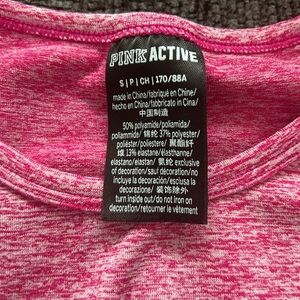 PINK ACTIVE
S|P|CH|170/88A
made in China/fabriqué en Chine/
hecho en China/fabbricato in Cina/
中国制造
50% polyamide/poliamida/
poliammide/ 锦纶 37% polyester/
poliéster/poliestere/ 聚酯纤
维 13% elastane/élasthanne/
elastano/elastan/ 氨纶 exclusive
of decoration/sauf décoration/no
incluye la decoración/esclusa la
decorazione/ 装饰除外
turn inside out/do not iron on
decoration/retourner le vêtement